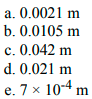 a. 0.0021 m
b. 0.0105 m
c. 0.042 m
d. 0.021 m
e. 7 × 10⁻⁴ m